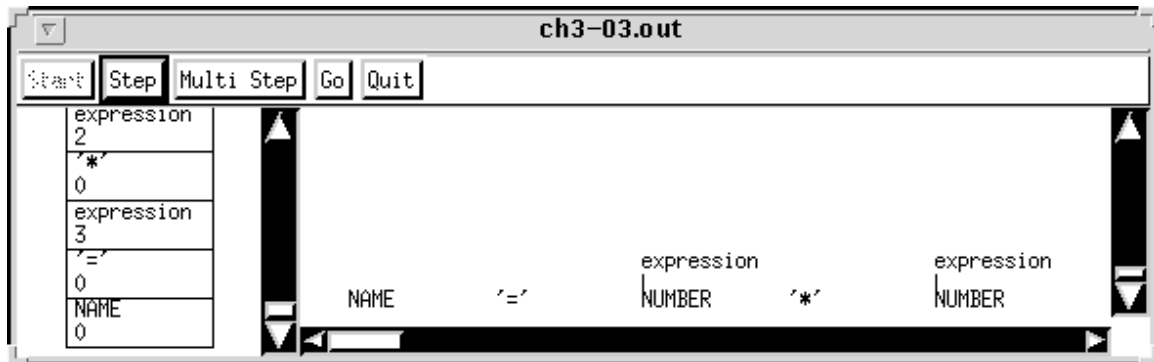 ch3-03.out
Start Step Multi Step Go Quit
expression
2
'*'
0
expression
3
'='
0
NAME
0
expression expression
NAME '=' NUMBER '*' NUMBER